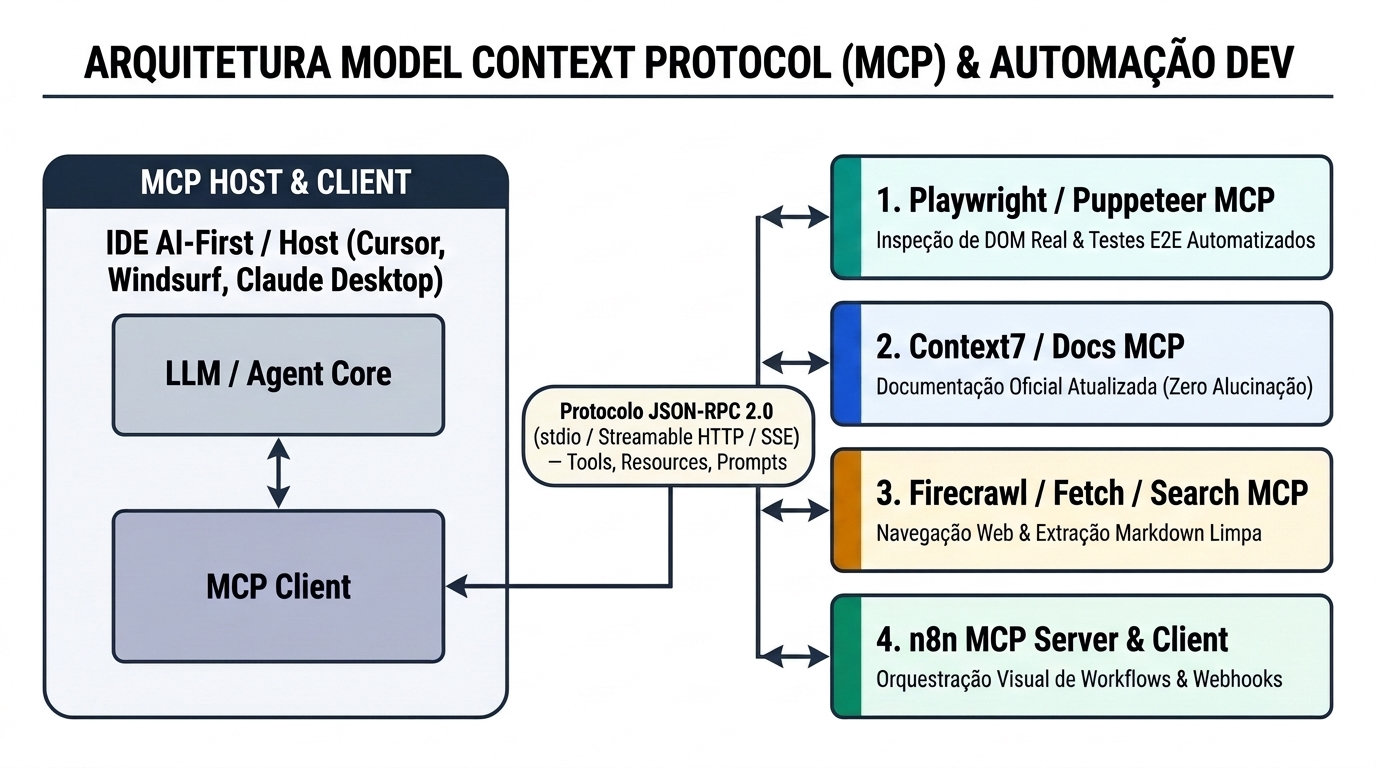 ARQUITETURA MODEL CONTEXT PROTOCOL (MCP) & AUTOMAÇÃO DEV
MCP HOST & CLIENT
IDE AI-First / Host (Cursor,
Windsurf, Claude Desktop)
LLM / Agent Core
MCP Client
Protocolo JSON-RPC 2.0
(stdio / Streamable HTTP / SSE)
— Tools, Resources, Prompts
1. Playwright / Puppeteer MCP
Inspeção de DOM Real & Testes E2E Automatizados
2. Context7 / Docs MCP
Documentação Oficial Atualizada (Zero Alucinação)
3. Firecrawl / Fetch / Search MCP
Navegação Web & Extração Markdown Limpa
4. n8n MCP Server & Client
Orquestração Visual de Workflows & Webhooks